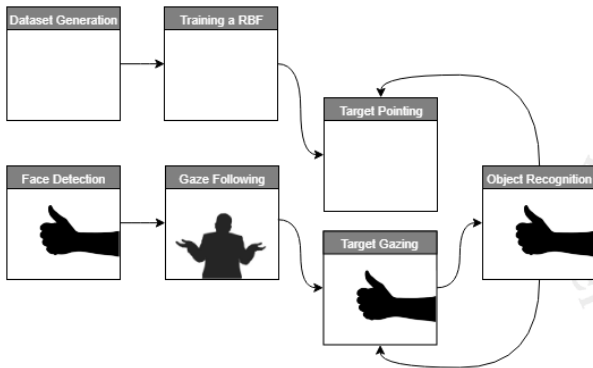 Dataset Generation
Training a RBF
Target Pointing
Face Detection
Gaze Following
Object Recognition
Target Gazing